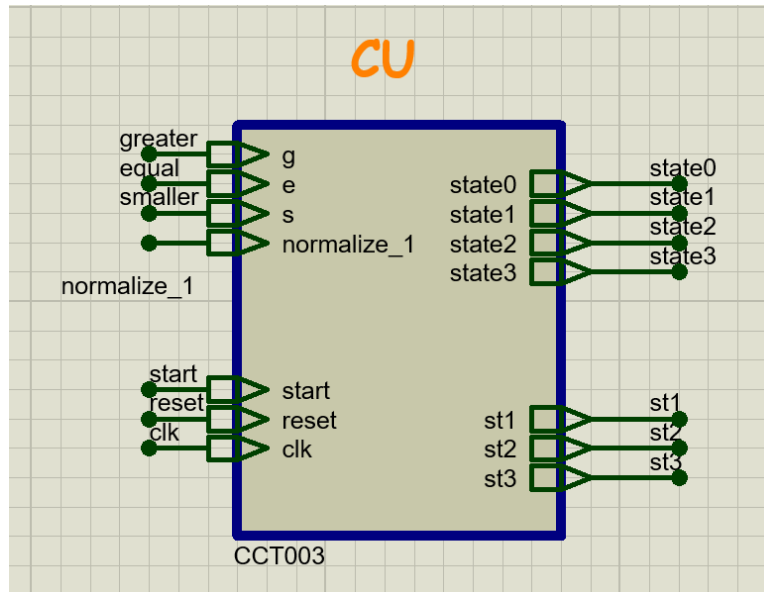 CU
greater
equal
smaller
g
e
s
normalize_1
normalize_1
start
reset
clk
start
reset
clk
state0
state1
state2
state3
state0
state1
state2
state3
st1
st2
st3
st1
st2
st3
CCT003